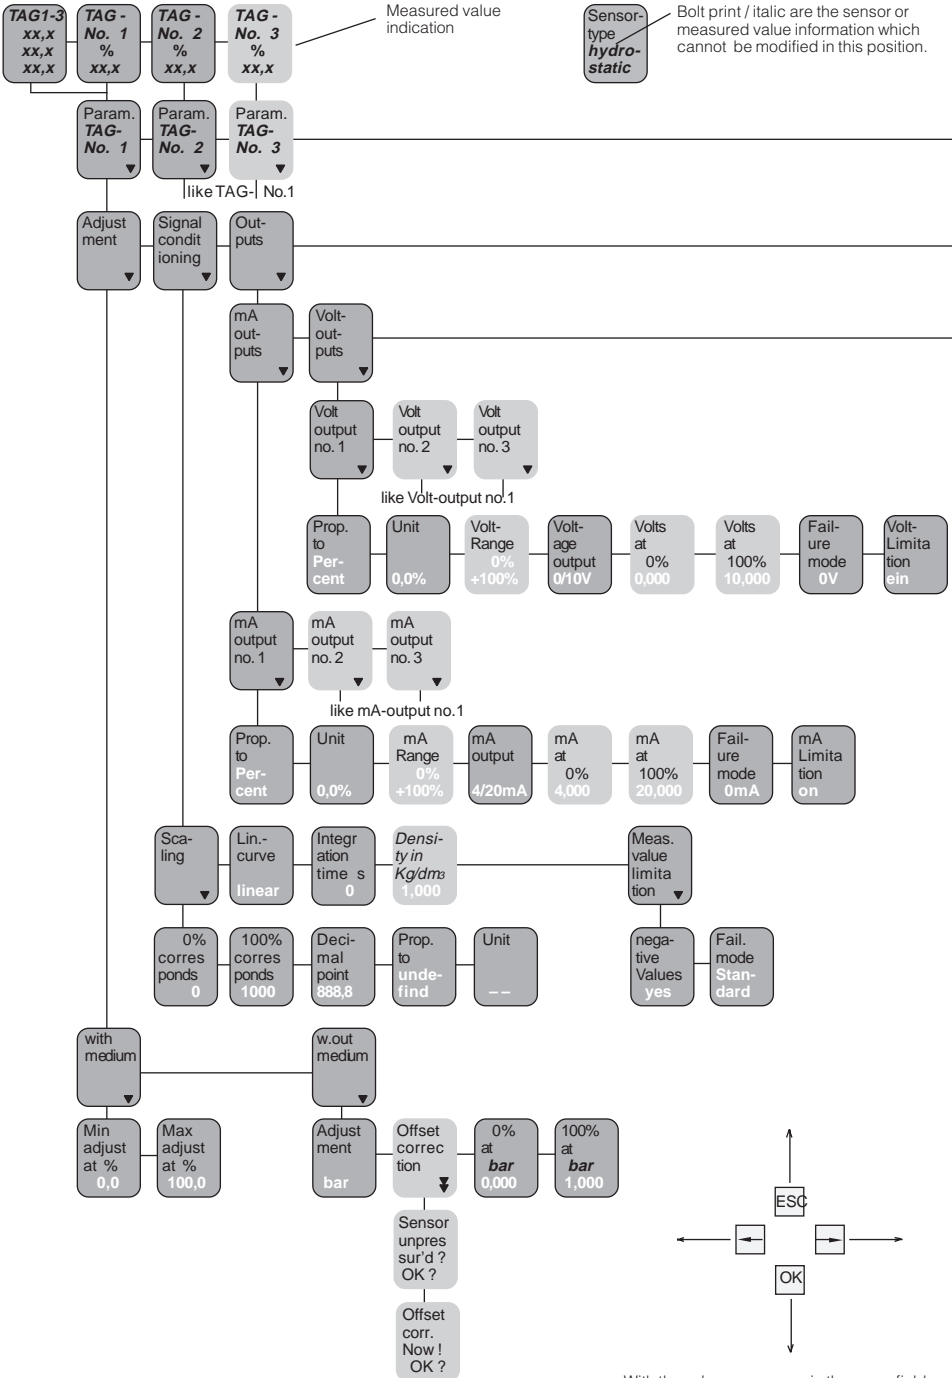 TAG1-3
xx,x
xx,x
xx,x
TAG -
No. 1
%
xx,x
TAG -
No. 2
%
xx,x
TAG -
No. 3
%
xx,x
Measured value
indication
Sensor-
type
hydro-
static
Bolt print / italic are the sensor or
measured value information which
cannot be modified in this position.
Param.
TAG-
No. 1
Param.
TAG-
No. 2
Param.
TAG-
No. 3
like TAG- No.1
Adjust
ment
Signal
condit
ioning
Out-
puts
mA
out-
puts
Volt-
out-
puts
Volt
output
no. 1
Volt
output
no. 2
Volt
output
no. 3
like Volt-output no.1
Prop.
to
Per-
cent
Unit
0,0%
Volt-
Range
0%
+100%
Volt-
age
output
0/10V
Volts
at
0%
0,000
Volts
at
100%
10,000
Fail-
ure
mode
0V
Volt-
Limita
tion
ein
mA
output
no. 1
mA
output
no. 2
mA
output
no. 3
like mA-output no.1
Prop.
to
Per-
cent
Unit
0,0%
mA
Range
0%
+100%
mA
output
4/20mA
mA
at
0%
4,000
mA
at
100%
20,000
Fail-
ure
mode
0mA
mA
Limita
tion
on
Sca-
ling
Lin.-
curve
linear
Integr
ation
time s
0
Densi-
ty in
Kg/dm3
1,000
Meas.
value
limita
tion
0%
corres
ponds
0
100%
corres
ponds
1000
Deci-
mal
point
888,8
Prop.
to
unde-
find
Unit
– –
nega-
tive
Values
yes
Fail.
mode
Stan-
dard
with
medium
w.out
medium
Min
adjust
at %
0,0
Max
adjust
at %
100,0
Adjust
ment
bar
Offset
correc
tion
0%
at
bar
0,000
100%
at
bar
1,000
Sensor
unpres
sur'd ?
OK ?
Offset
corr.
Now !
OK ?
ESC
OK